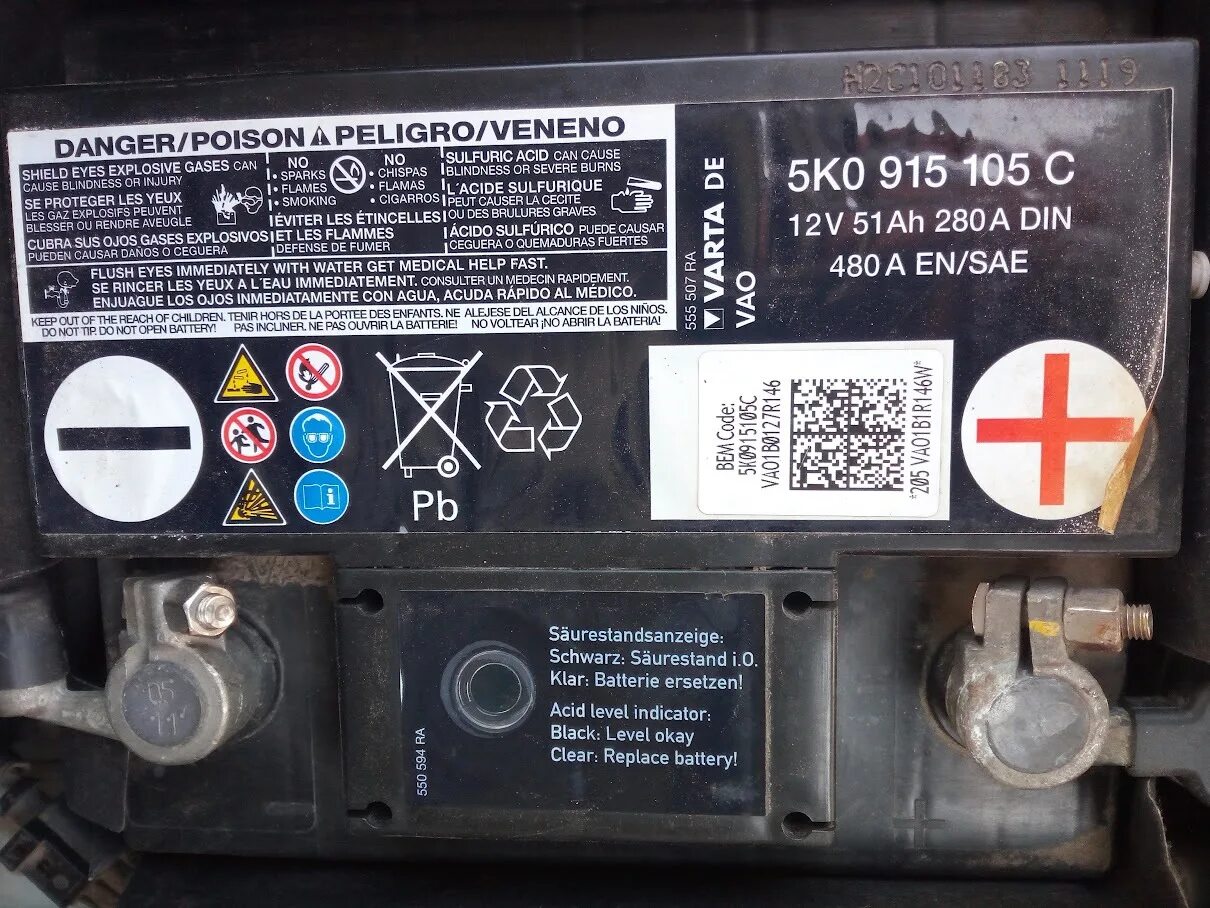 H2C101183 1119
DANGER/POISON PELIGRO/VENENO
SHIELD EYES EXPLOSIVE GASES CAN
CAUSE BLINDNESS OR INJURY
SE PROTEGER LES YEUX
LES GAZ EXPLOSIFS PEUVENT
BLESSER OU RENDRE AVEUGLE
CUBRA SUS OJOS GASES EXPLOSIVOS
PUEDEN CAUSAR DAÑOS O CEGUERA
NO
• SPARKS
• FLAMES
• SMOKING
NO
• CHISPAS
• FLAMAS
• CIGARROS
ÉVITER LES ÉTINCELLES
ET LES FLAMMES
DEFENSE DE FUMER
SULFURIC ACID CAN CAUSE
BLINDNESS OR SEVERE BURNS
L'ACIDE SULFURIQUE
PEUT CAUSER LA CECITE
OU DES BRULURES GRAVES
ÁCIDO SULFÚRICO PUEDE CAUSAR
CEGUERA O QUEMADURAS FUERTES
FLUSH EYES IMMEDIATELY WITH WATER GET MEDICAL HELP FAST.
SE RINCER LES YEUX A L'EAU IMMEDIATEMENT. CONSULTER UN MEDECIN RAPIDEMENT.
ENJUAGUE LOS OJOS INMEDIATAMENTE CON AGUA, ACUDA RÁPIDO AL MÉDICO.
KEEP OUT OF THE REACH OF CHILDREN. TENIR HORS DE LA PORTEE DES ENFANTS. NE ALEJESE DEL ALCANCE DE LOS NIÑOS.
DO NOT TIP. DO NOT OPEN BATTERY! PAS INCLINER. NE PAS OUVRIR LA BATTERIE! NO VOLTEAR ¡NO ABRIR LA BATERIA!
555 507 RA
VARTA DE
VAO
5K0 915 105 C
12V 51Ah 280A DIN
480A EN/SAE
Pb
BEM Code:
5K0915105C
VAO1B0127R146
*205 VAO1B1R146W*
550 594 RA
Säurestandsanzeige:
Schwarz: Säurestand i.O.
Klar: Batterie ersetzen!
Acid level indicator:
Black: Level okay
Clear: Replace battery!
05
11